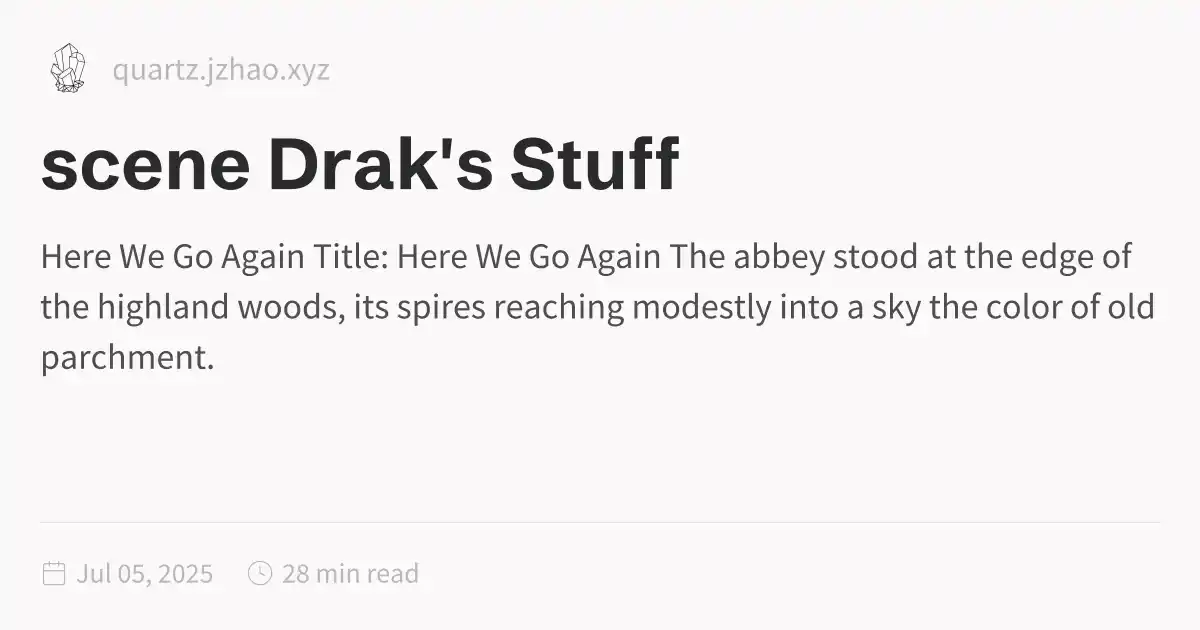 quartz.jzhao.xyz
scene Drak's Stuff
Here We Go Again Title: Here We Go Again The abbey stood at the edge of
the highland woods, its spires reaching modestly into a sky the color of old
parchment.
Jul 05, 2025 28 min read